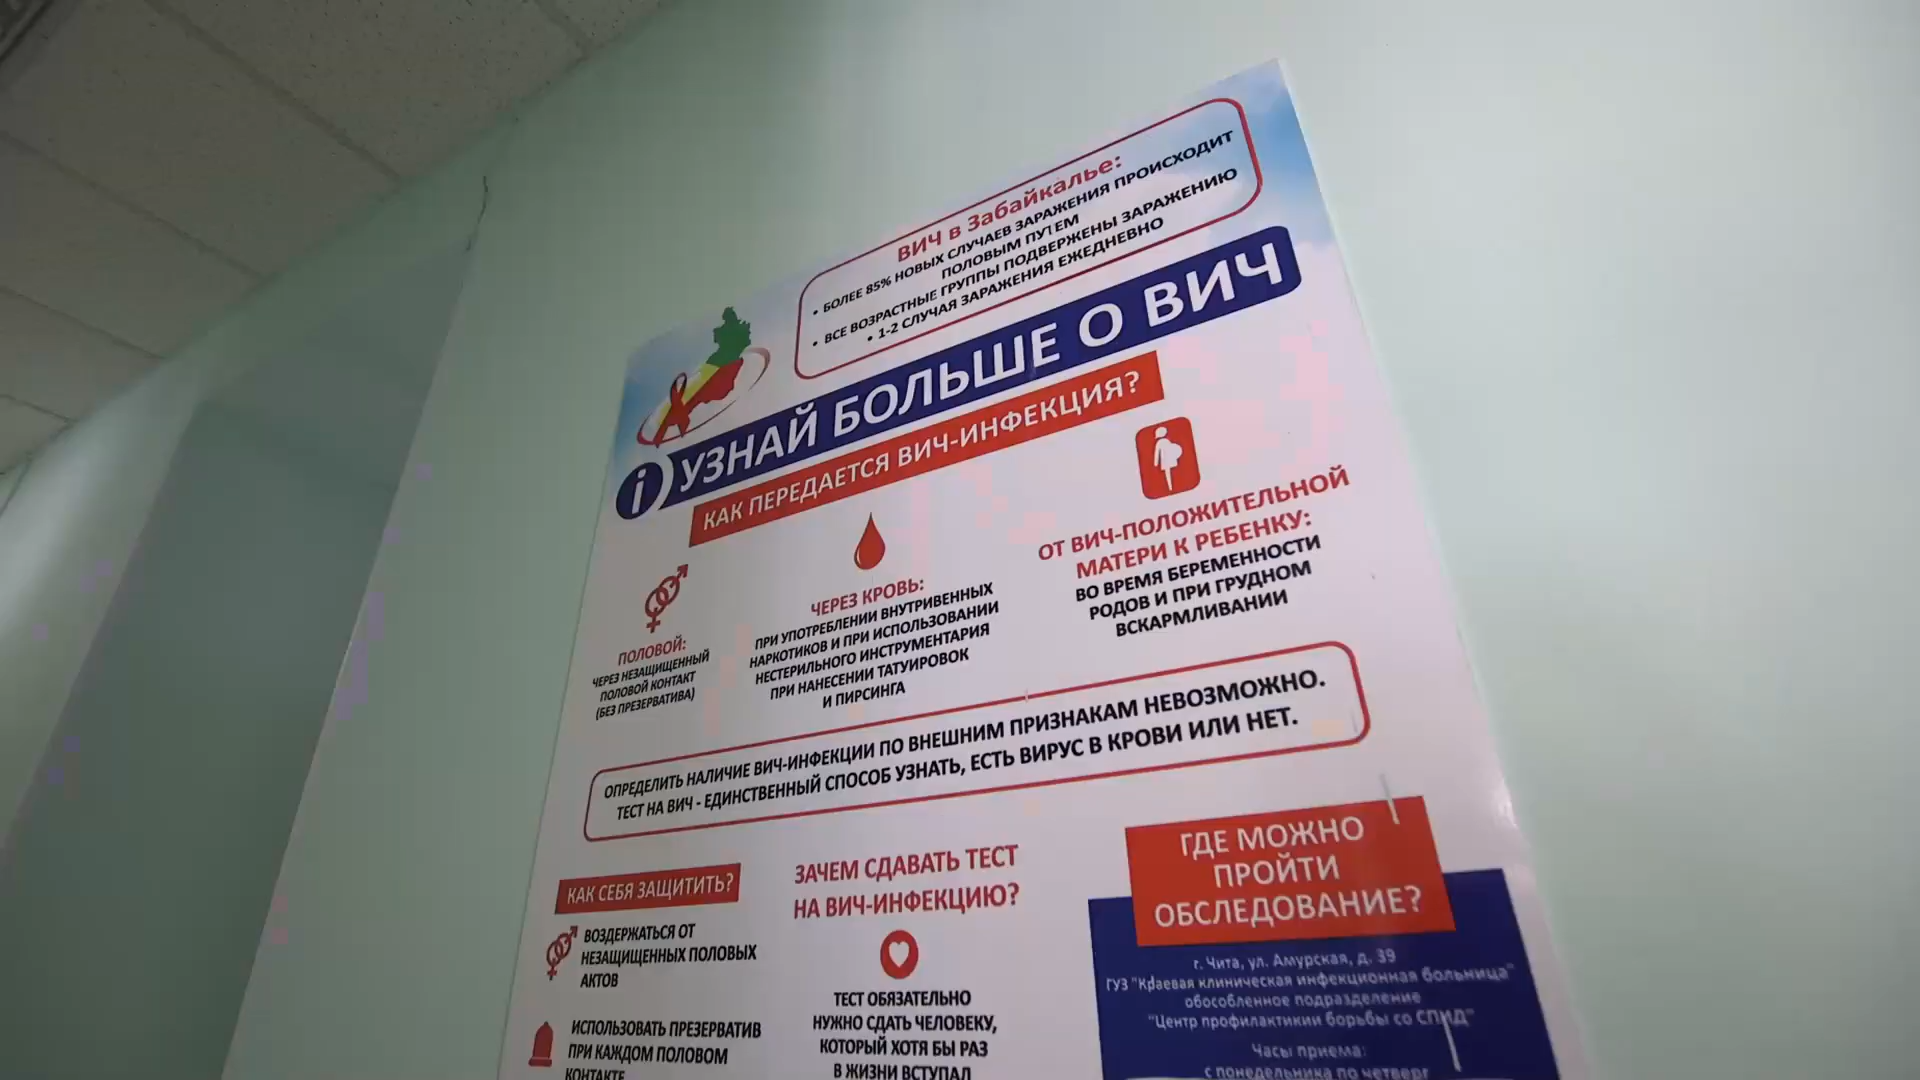 ВИЧ в Забайкалье:
• БОЛЕЕ 85% НОВЫХ СЛУЧАЕВ ЗАРАЖЕНИЯ ПРОИСХОДИТ
ПОЛОВЫМ ПУТЕМ
• ВСЕ ВОЗРАСТНЫЕ ГРУППЫ ПОДВЕРЖЕНЫ ЗАРАЖЕНИЮ
• 1-2 СЛУЧАЯ ЗАРАЖЕНИЯ ЕЖЕДНЕВНО
i УЗНАЙ БОЛЬШЕ О ВИЧ
КАК ПЕРЕДАЕТСЯ ВИЧ-ИНФЕКЦИЯ?
ПОЛОВОЙ:
ЧЕРЕЗ НЕЗАЩИЩЕННЫЙ
ПОЛОВОЙ КОНТАКТ
(БЕЗ ПРЕЗЕРВАТИВА)
ЧЕРЕЗ КРОВЬ:
ПРИ УПОТРЕБЛЕНИИ ВНУТРИВЕННЫХ
НАРКОТИКОВ И ПРИ ИСПОЛЬЗОВАНИИ
НЕСТЕРИЛЬНОГО ИНСТРУМЕНТАРИЯ
ПРИ НАНЕСЕНИИ ТАТУИРОВОК
И ПИРСИНГА
ОТ ВИЧ-ПОЛОЖИТЕЛЬНОЙ
МАТЕРИ К РЕБЕНКУ:
ВО ВРЕМЯ БЕРЕМЕННОСТИ
РОДОВ И ПРИ ГРУДНОМ
ВСКАРМЛИВАНИИ
ОПРЕДЕЛИТЬ НАЛИЧИЕ ВИЧ-ИНФЕКЦИИ ПО ВНЕШНИМ ПРИЗНАКАМ НЕВОЗМОЖНО.
ТЕСТ НА ВИЧ - ЕДИНСТВЕННЫЙ СПОСОБ УЗНАТЬ, ЕСТЬ ВИРУС В КРОВИ ИЛИ НЕТ.
КАК СЕБЯ ЗАЩИТИТЬ?
ВОЗДЕРЖАТЬСЯ ОТ
НЕЗАЩИЩЕННЫХ ПОЛОВЫХ
АКТОВ
ИСПОЛЬЗОВАТЬ ПРЕЗЕРВАТИВ
ПРИ КАЖДОМ ПОЛОВОМ
КОНТАКТЕ
ЗАЧЕМ СДАВАТЬ ТЕСТ
НА ВИЧ-ИНФЕКЦИЮ?
ТЕСТ ОБЯЗАТЕЛЬНО
НУЖНО СДАТЬ ЧЕЛОВЕКУ,
КОТОРЫЙ ХОТЯ БЫ РАЗ
В ЖИЗНИ ВСТУПАЛ
ГДЕ МОЖНО
ПРОЙТИ
ОБСЛЕДОВАНИЕ?
г. Чита, ул. Амурская, д. 39
ГУЗ "Краевая клиническая инфекционная больница"
обособленное подразделение
"Центр профилактикии борьбы со СПИД"
Часы приема:
с понедельника по четверг